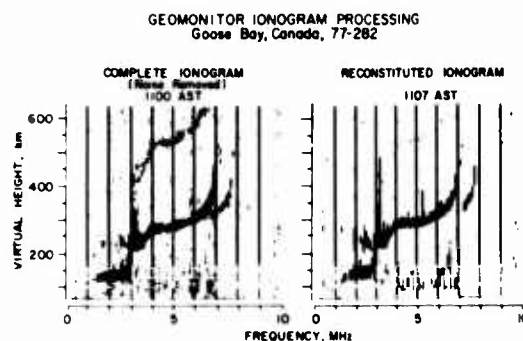 GEOMONITOR IONOGRAM PROCESSING
Goose Bay, Canada, 77-282
COMPLETE IONOGRAM
(Noise Removed)
1100 AST
RECONSTITUTED IONOGRAM
1107 AST
VIRTUAL HEIGHT, km
600
400
200
0 5 10
0 5 10
FREQUENCY, MHz